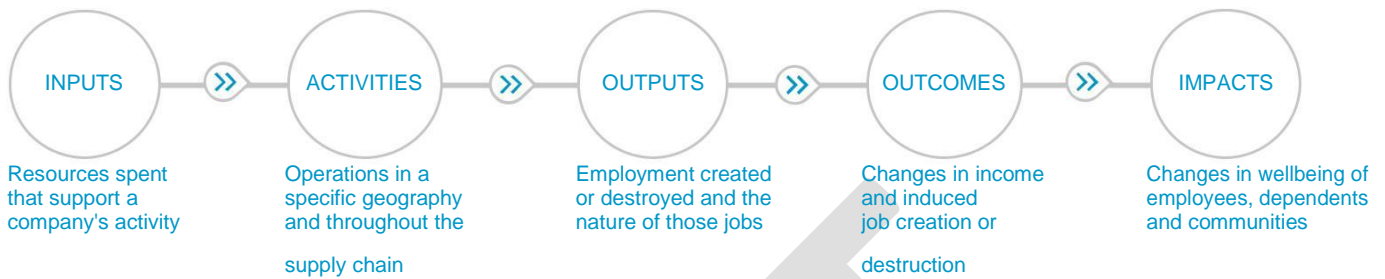 INPUTS
ACTIVITIES
OUTPUTS
OUTCOMES
IMPACTS
Resources spent
that support a
company's activity
Operations in a
specific geography
and throughout the
supply chain
Employment created
or destroyed and the
nature of those jobs
Changes in income
and induced
job creation or
destruction
Changes in wellbeing of
employees, dependents
and communities